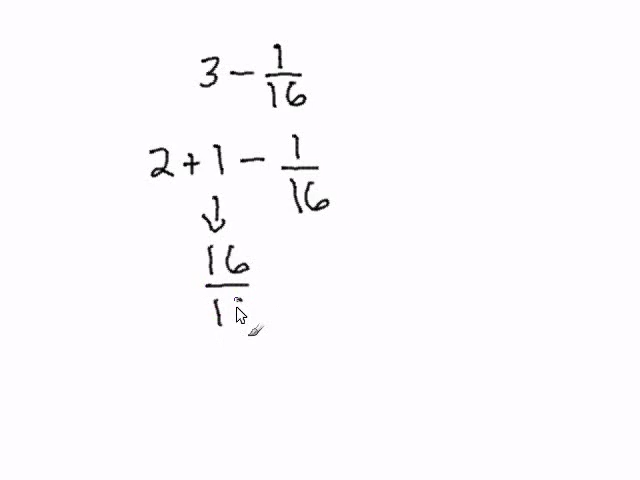 3 - 1/16
2 + 1 - 1/16
↓
16/1